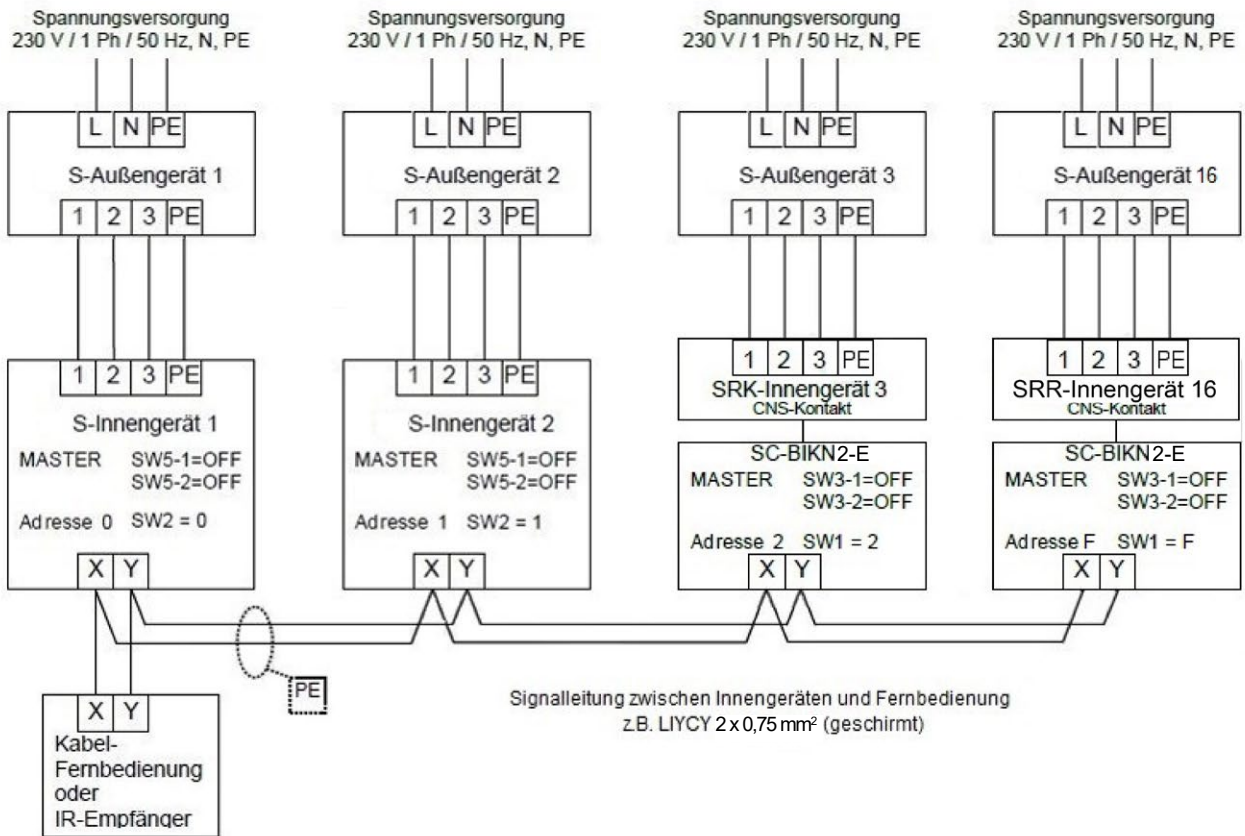 Spannungsversorgung
230 V / 1 Ph / 50 Hz, N, PE
L N PE
S-Außengerät 1
1 2 3 PE
1 2 3 PE
S-Innengerät 1
MASTER SW5-1=OFF
SW5-2=OFF
Adresse 0 SW2 = 0
X Y
X Y
Kabel-
Fernbedienung
oder
IR-Empfänger
Spannungsversorgung
230 V / 1 Ph / 50 Hz, N, PE
L N PE
S-Außengerät 2
1 2 3 PE
1 2 3 PE
S-Innengerät 2
MASTER SW5-1=OFF
SW5-2=OFF
Adresse 1 SW2 = 1
X Y
Spannungsversorgung
230 V / 1 Ph / 50 Hz, N, PE
L N PE
S-Außengerät 3
1 2 3 PE
1 2 3 PE
SRK-Innengerät 3
CNS-Kontakt
SC-BIKN2-E
MASTER SW3-1=OFF
SW3-2=OFF
Adresse 2 SW1 = 2
X Y
Spannungsversorgung
230 V / 1 Ph / 50 Hz, N, PE
L N PE
S-Außengerät 16
1 2 3 PE
1 2 3 PE
SRR-Innengerät 16
CNS-Kontakt
SC-BIKN2-E
MASTER SW3-1=OFF
SW3-2=OFF
Adresse F SW1 = F
X Y
PE
Signalleitung zwischen Innengeräten und Fernbedienung
z.B. LIYCY 2 x 0,75 mm² (geschirmt)